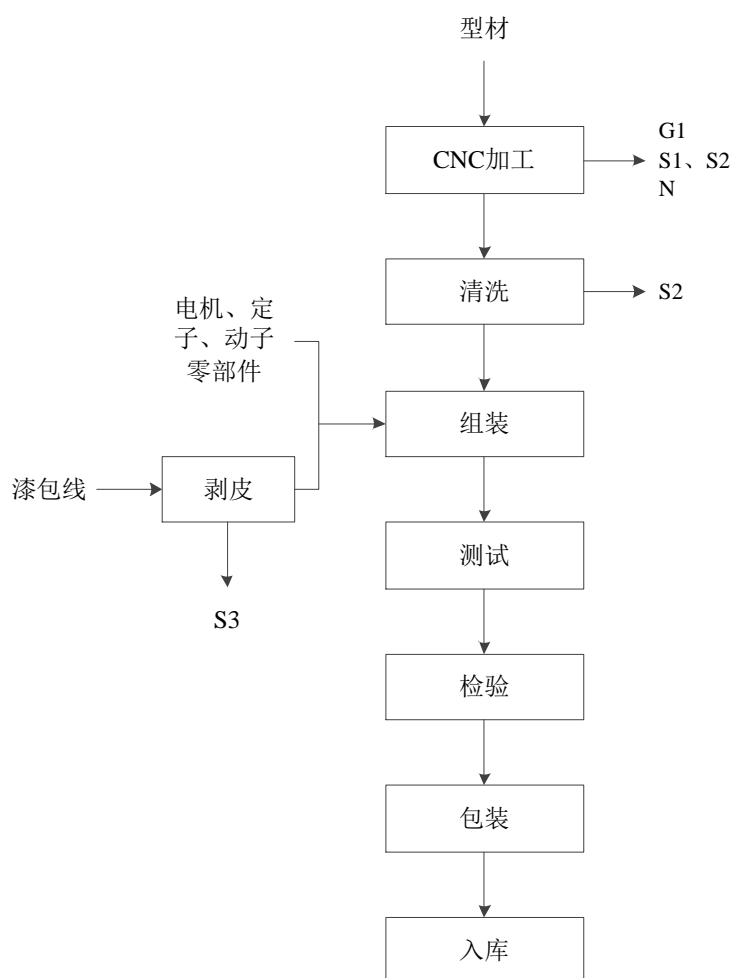 型材
CNC加工
G1
S1、S2
N
清洗
S2
电机、定
子、动子
零部件
组装
漆包线
剥皮
S3
测试
检验
包装
入库